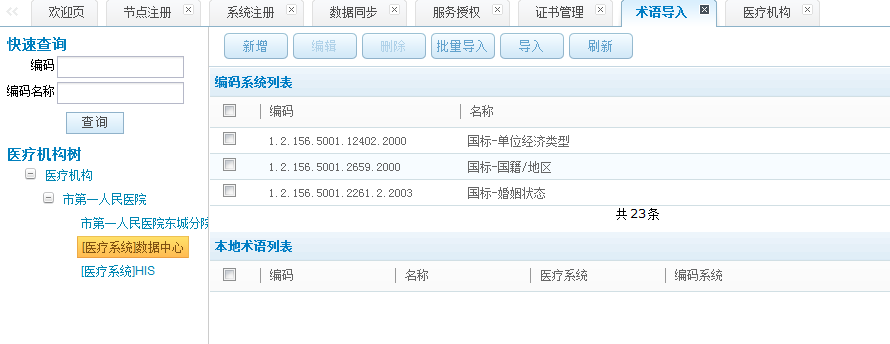 欢迎页 节点注册 系统注册 数据同步 服务授权 证书管理 术语导入 医疗机构
快速查询
编码
编码名称
查询
医疗机构树
医疗机构
市第一人民医院
市第一人民医院东城分院
[医疗系统]数据中心
[医疗系统]HIS
新增 编辑 删除 批量导入 导入 刷新
编码系统列表
编码 名称
1.2.156.5001.12402.2000 国标-单位经济类型
1.2.156.5001.2659.2000 国标-国籍/地区
1.2.156.5001.2261.2.2003 国标-婚姻状态
共 23 条
本地术语列表
编码 名称 医疗系统 编码系统